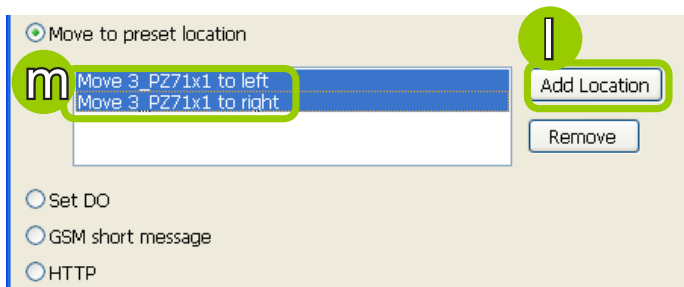 Move to preset location
l
m
Move 3_PZ71x1 to left
Add Location
Move 3_PZ71x1 to right
Remove
Set DO
GSM short message
HTTP